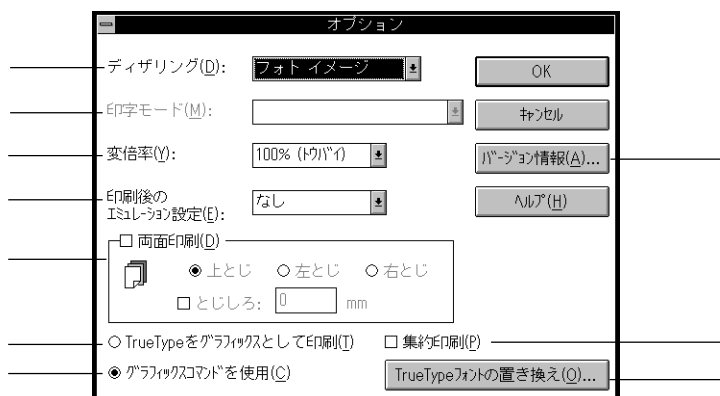 オプション
ディザリング(D): フォト イメージ OK
印字モード(M): ｷｬﾝｾﾙ
変倍率(Y): 100% (ﾄｳﾊﾞｲ) ﾊﾞｰｼﾞｮﾝ情報(A)...
印刷後の
ｴﾐｭﾚｰｼｮﾝ設定(E): なし ﾍﾙﾌﾟ(H)
両面印刷(D)
上とじ 左とじ 右とじ
とじしろ: 0 mm
TrueTypeをｸﾞﾗﾌｨｯｸｽとして印刷(T) 集約印刷(P)
ｸﾞﾗﾌｨｯｸｽｺﾏﾝﾄﾞを使用(C) TrueTypeﾌｫﾝﾄの置き換え(O)...